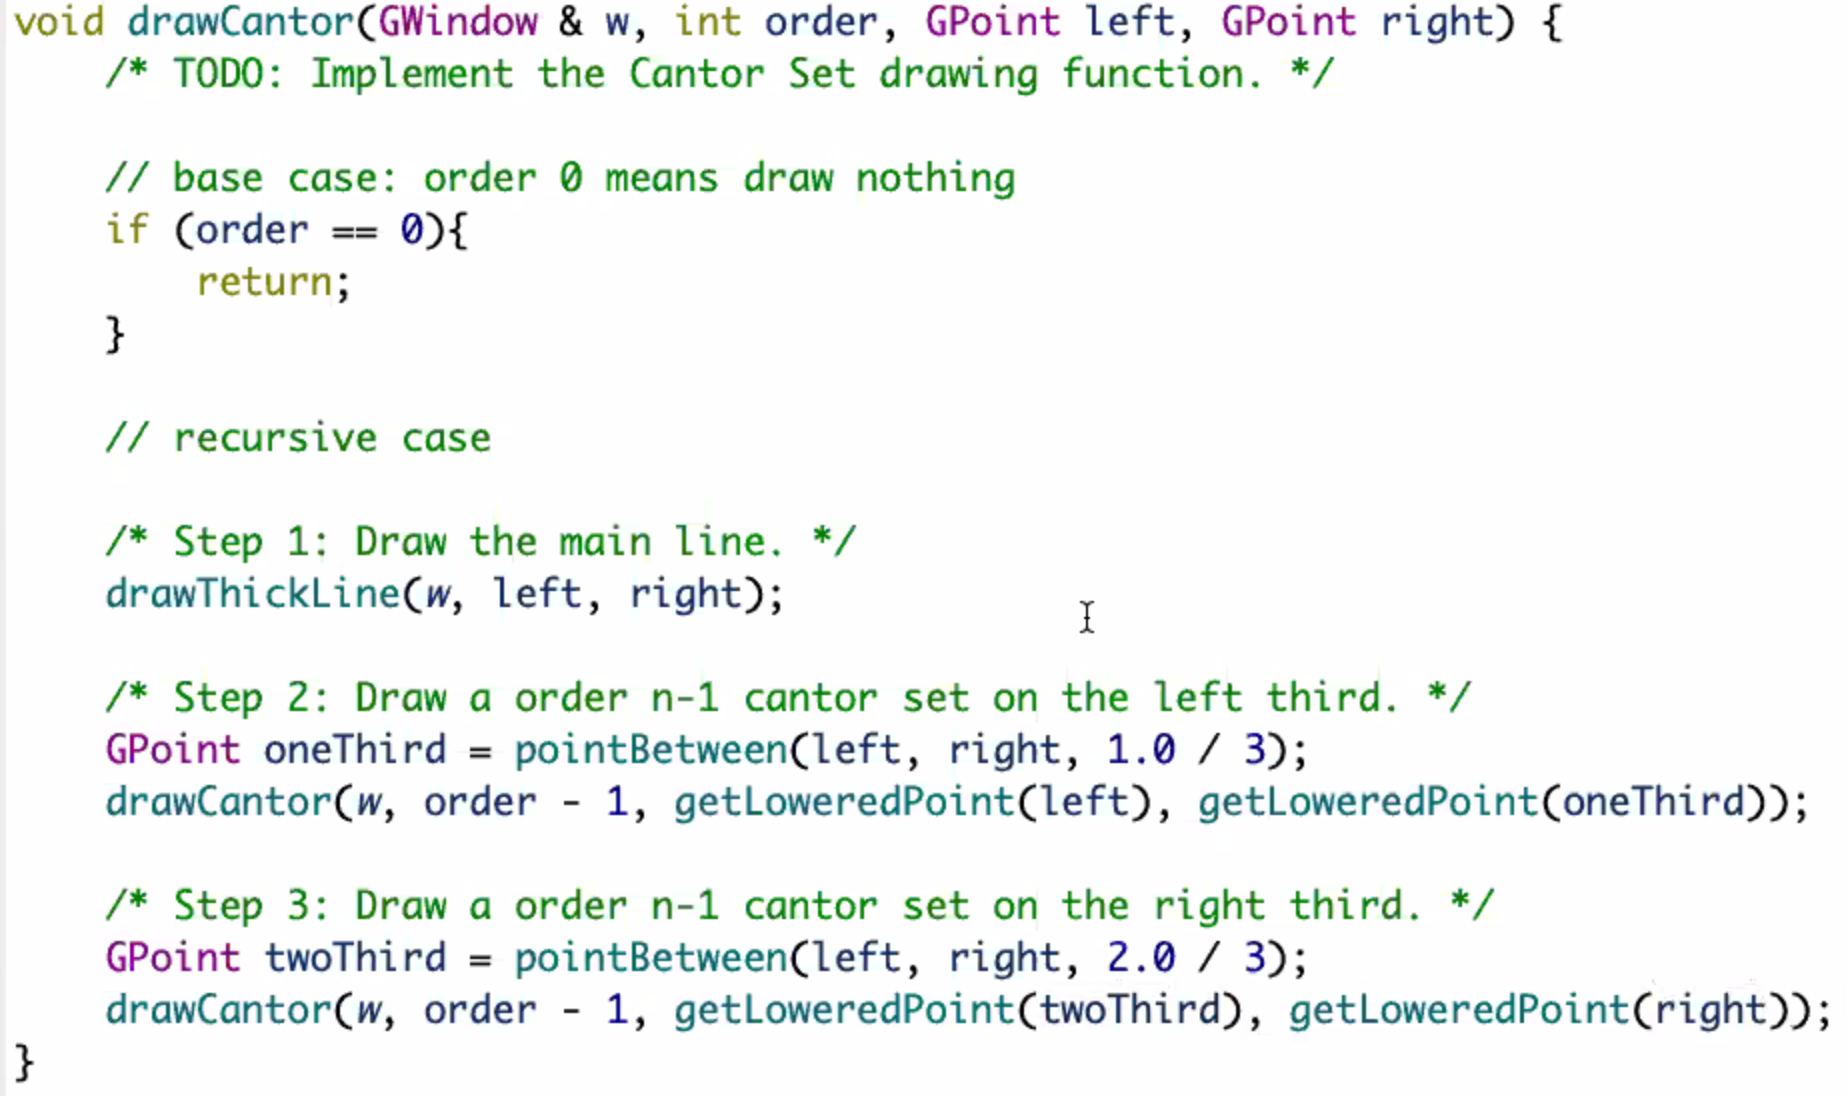 void drawCantor(GWindow & w, int order, GPoint left, GPoint right) {
/* TODO: Implement the Cantor Set drawing function. */
// base case: order 0 means draw nothing
if (order == 0){
return;
}
// recursive case
/* Step 1: Draw the main line. */
drawThickLine(w, left, right);
/* Step 2: Draw a order n-1 cantor set on the left third. */
GPoint oneThird = pointBetween(left, right, 1.0 / 3);
drawCantor(w, order - 1, getLoweredPoint(left), getLoweredPoint(oneThird));
/* Step 3: Draw a order n-1 cantor set on the right third. */
GPoint twoThird = pointBetween(left, right, 2.0 / 3);
drawCantor(w, order - 1, getLoweredPoint(twoThird), getLoweredPoint(right));
}